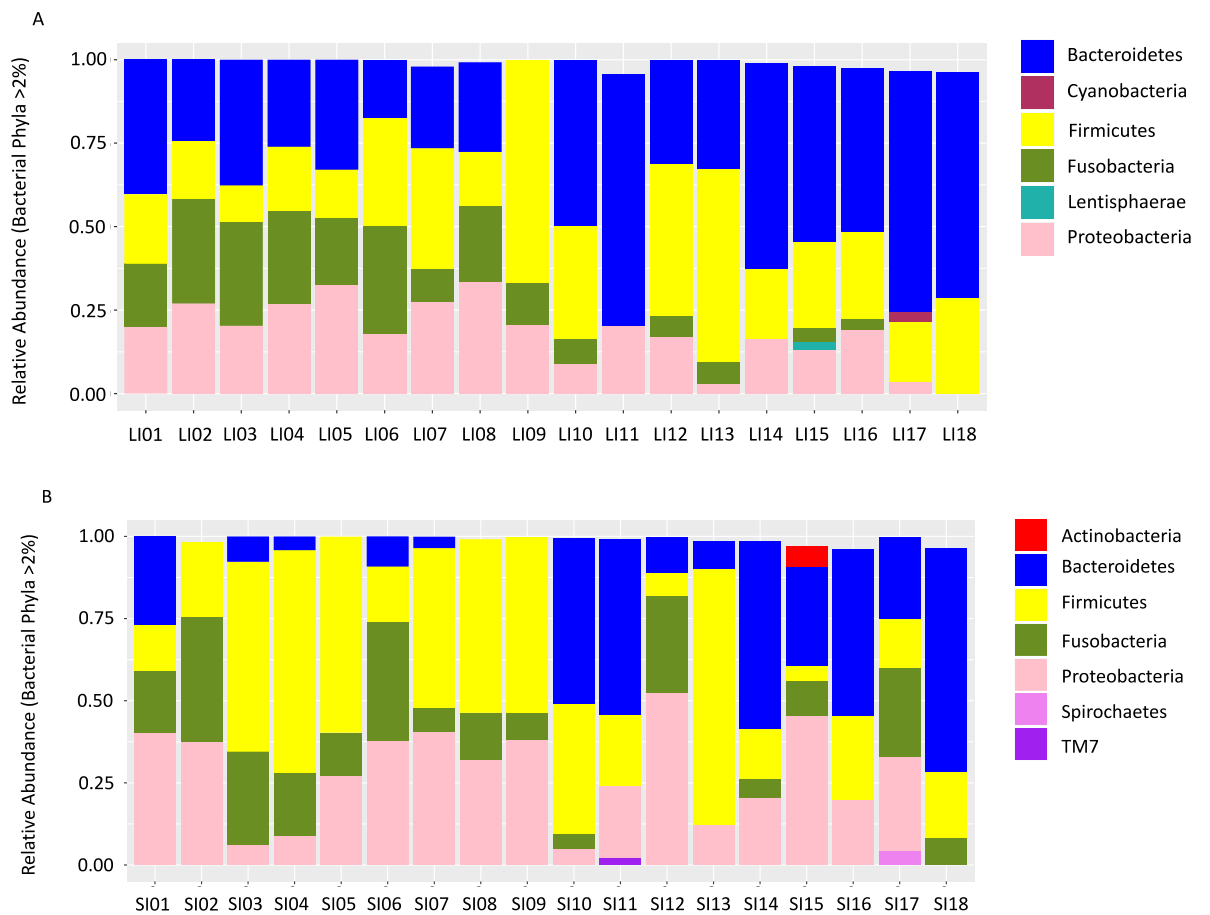 A
Relative Abundance (Bacterial Phyla >2%)
1.00
0.75
0.50
0.25
0.00
LI01 LI02 LI03 LI04 LI05 LI06 LI07 LI08 LI09 LI10 LI11 LI12 LI13 LI14 LI15 LI16 LI17 LI18
Bacteroidetes
Cyanobacteria
Firmicutes
Fusobacteria
Lentisphaerae
Proteobacteria
B
Relative Abundance (Bacterial Phyla >2%)
1.00
0.75
0.50
0.25
0.00
SI01 SI02 SI03 SI04 SI05 SI06 SI07 SI08 SI09 SI10 SI11 SI12 SI13 SI14 SI15 SI16 SI17 SI18
Actinobacteria
Bacteroidetes
Firmicutes
Fusobacteria
Proteobacteria
Spirochaetes
TM7